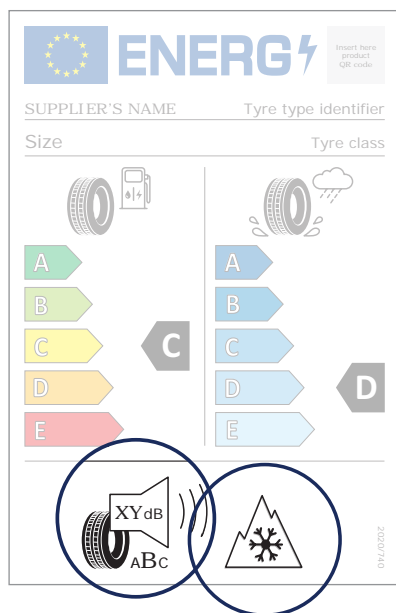 ENERG
Insert here
product
QR code
SUPPLIER'S NAME Tyre type identifier
Size Tyre class
A A
B B
C C C
D D D
E E
XYdB
ABC
2020/740